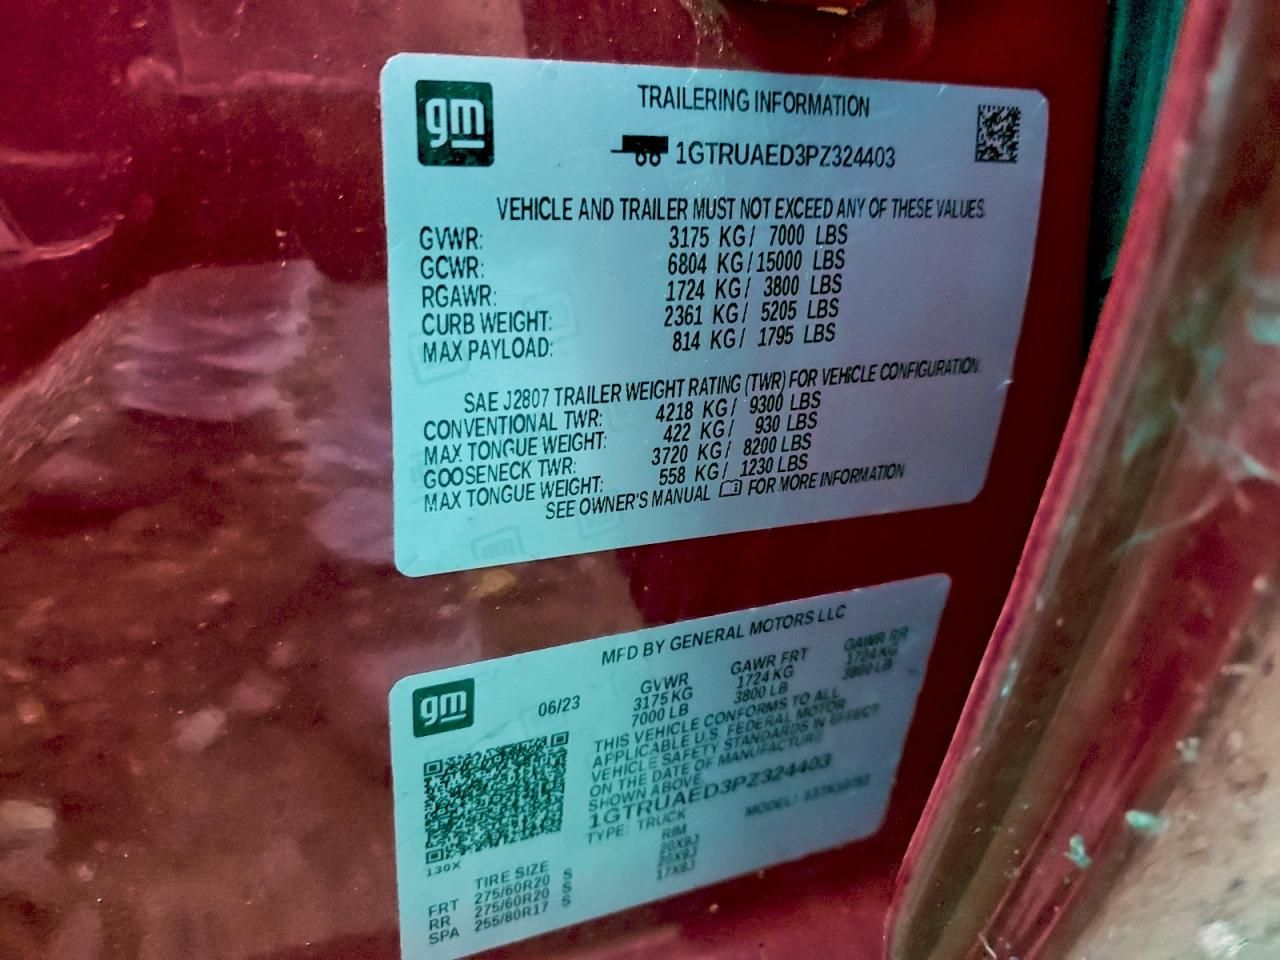 gm
TRAILERING INFORMATION
1GTRUAED3PZ324403
VEHICLE AND TRAILER MUST NOT EXCEED ANY OF THESE VALUES.
GVWR: 3175 KG/ 7000 LBS
GCWR: 6804 KG/15000 LBS
RGAWR: 1724 KG/ 3800 LBS
CURB WEIGHT: 2361 KG/ 5205 LBS
MAX PAYLOAD: 814 KG/ 1795 LBS
SAE J2807 TRAILER WEIGHT RATING (TWR) FOR VEHICLE CONFIGURATION
CONVENTIONAL TWR: 4218 KG/ 9300 LBS
MAX TONGUE WEIGHT: 422 KG/ 930 LBS
GOOSENECK TWR: 3720 KG/ 8200 LBS
MAX TONGUE WEIGHT: 558 KG/ 1230 LBS
SEE OWNER'S MANUAL FOR MORE INFORMATION
gm
MFD BY GENERAL MOTORS LLC
06/23
GVWR GAWR FRT GAWR RR
3175 KG 1724 KG 1724 KG
7000 LB 3800 LB 3800 LB
THIS VEHICLE CONFORMS TO ALL
APPLICABLE U.S. FEDERAL MOTOR
VEHICLE SAFETY STANDARDS IN EFFECT
ON THE DATE OF MANUFACTURE
SHOWN ABOVE.
1GTRUAED3PZ324403
TYPE: TRUCK MODEL:
130X
TIRE SIZE RIM
FRT 275/60R20 S 20X9J
RR 275/60R20 S 20X9J
SPA 255/80R17 S 17X8J